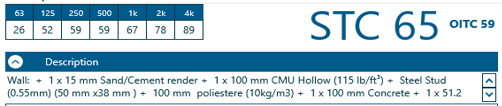 63 125 250 500 1k 2k 4k
26 52 59 59 67 78 89
STC 65 OITC 59
Description
Wall: + 1 x 15 mm Sand/Cement render + 1 x 100 mm CMU Hollow (115 lb/ft³) + Steel Stud
(0.55mm) (50 mm x38 mm ) + 100 mm poliestere (10kg/m3) + 1 x 100 mm Concrete + 1 x 51.2